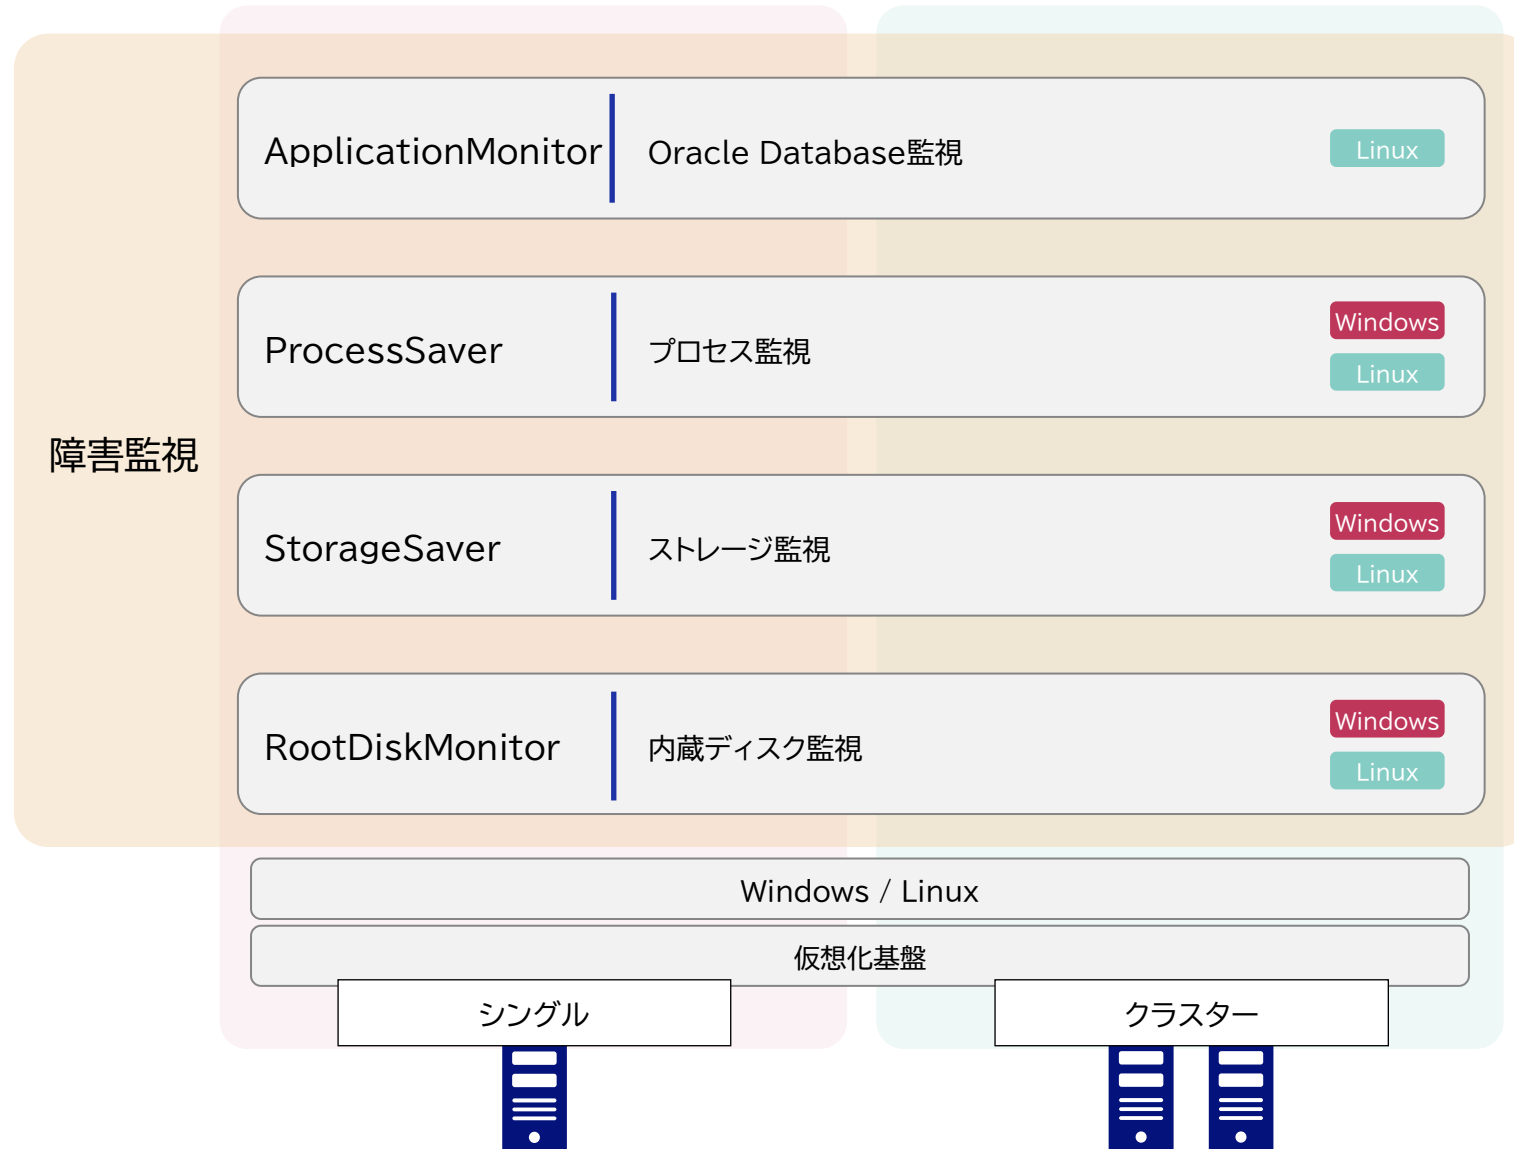 ApplicationMonitor
Oracle Database監視
Linux
ProcessSaver
プロセス監視
Windows
Linux
障害監視
StorageSaver
ストレージ監視
Windows
Linux
RootDiskMonitor
内蔵ディスク監視
Windows
Linux
Windows / Linux
仮想化基盤
シングル
クラスター